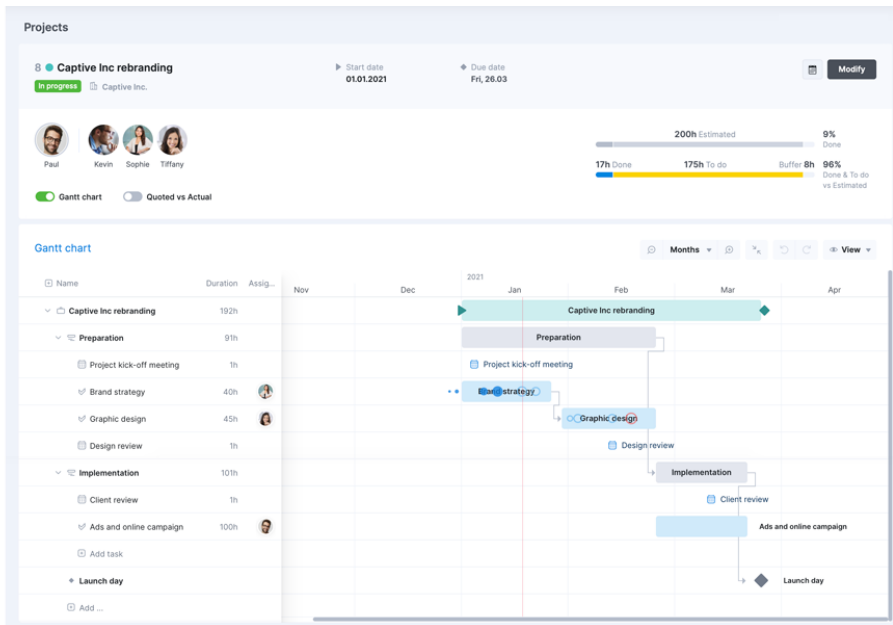 Projects
8 Captive Inc rebranding
Start date
Due date
01.01.2021
Fri, 26.03
Modify
In progress
Captive Inc.
200h Estimated
9%
Done
Paul
Kevin
Sophie
Tiffany
17h Done
175h To do
Buffer 8h
96%
Done & To do
vs Estimated
Gantt chart
Quoted vs Actual
Gantt chart
Months
View
Name
Duration
Assig...
2021
Nov
Dec
Jan
Feb
Mar
Apr
Captive Inc rebranding
192h
Captive Inc rebranding
Preparation
91h
Preparation
Project kick-off meeting
1h
Project kick-off meeting
Brand strategy
40h
Brand strategy
Graphic design
45h
Graphic design
Design review
1h
Design review
Implementation
101h
Implementation
Client review
1h
Client review
Ads and online campaign
100h
Ads and online campaign
Add task
Launch day
Launch day
Add ...